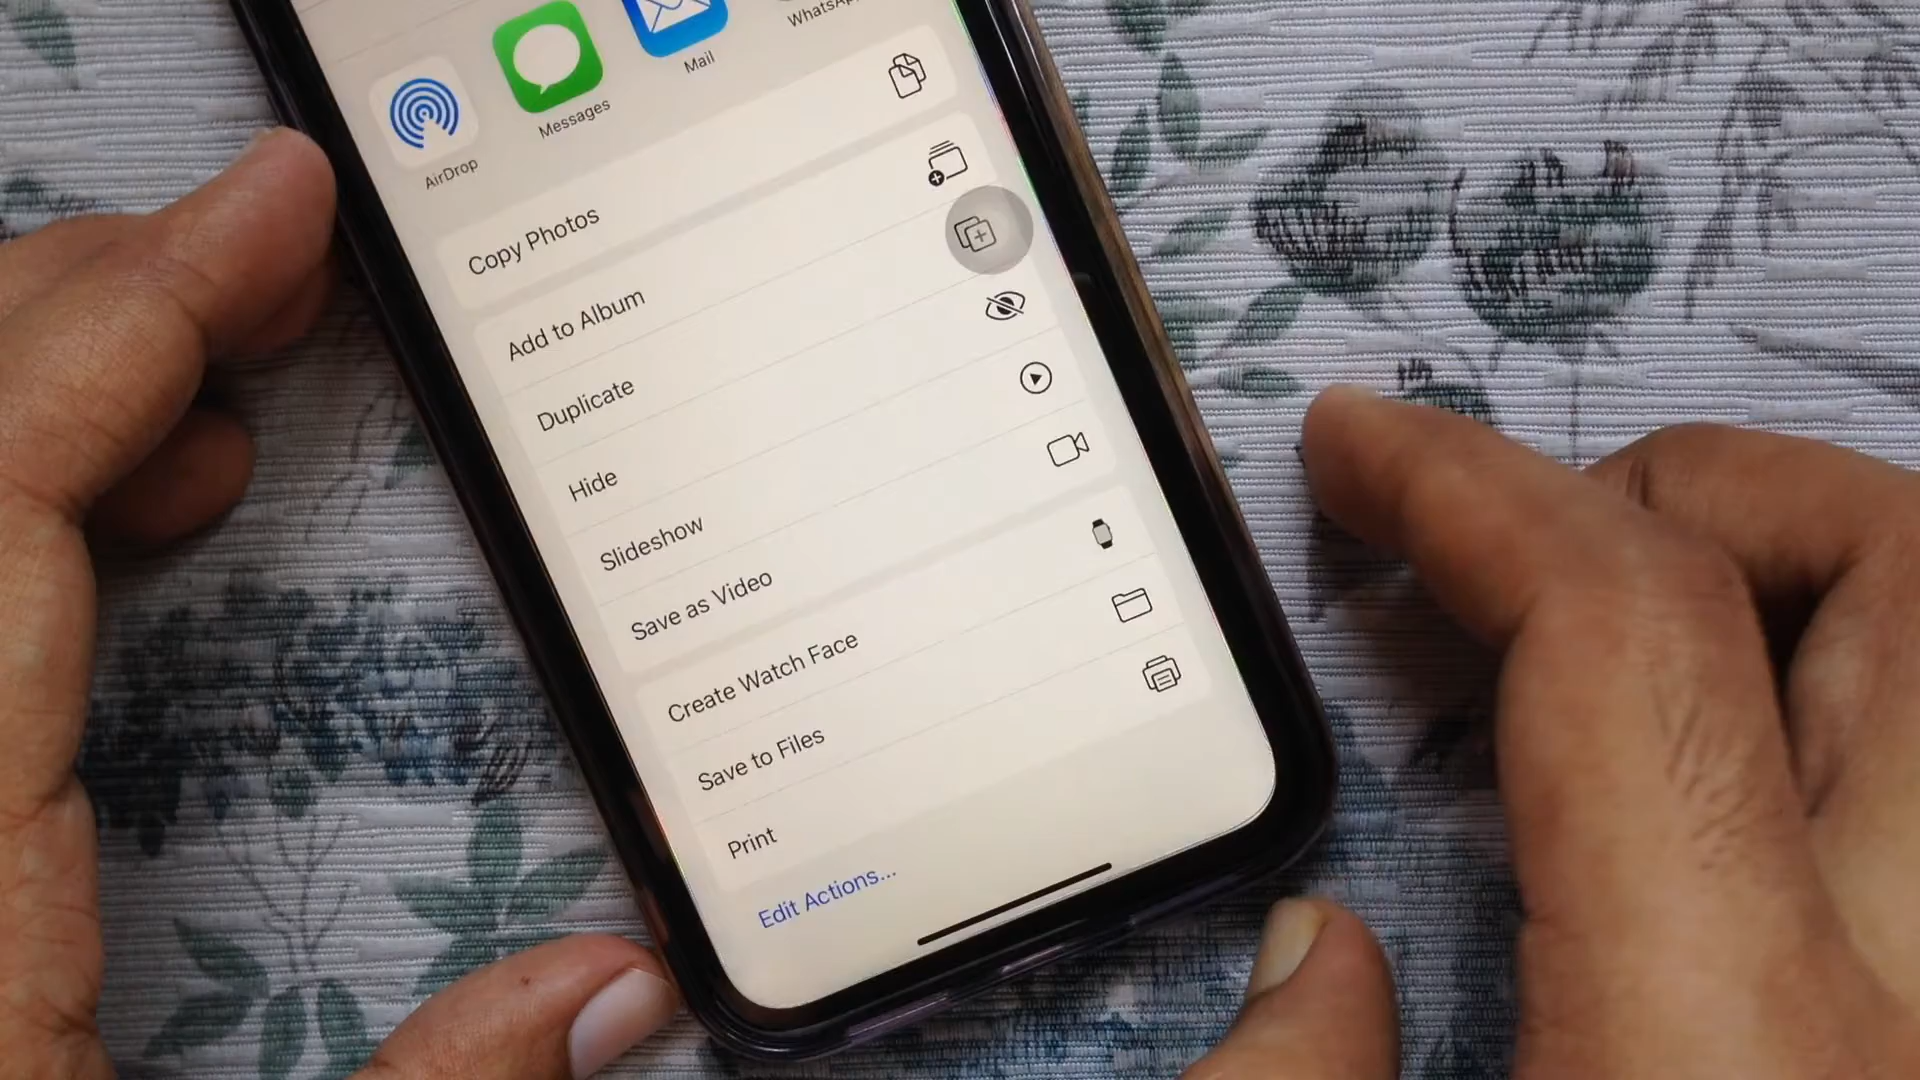 AirDrop
Messages
Mail
WhatsApp
Copy Photos
Add to Album
Duplicate
Hide
Slideshow
Save as Video
Create Watch Face
Save to Files
Print
Edit Actions...